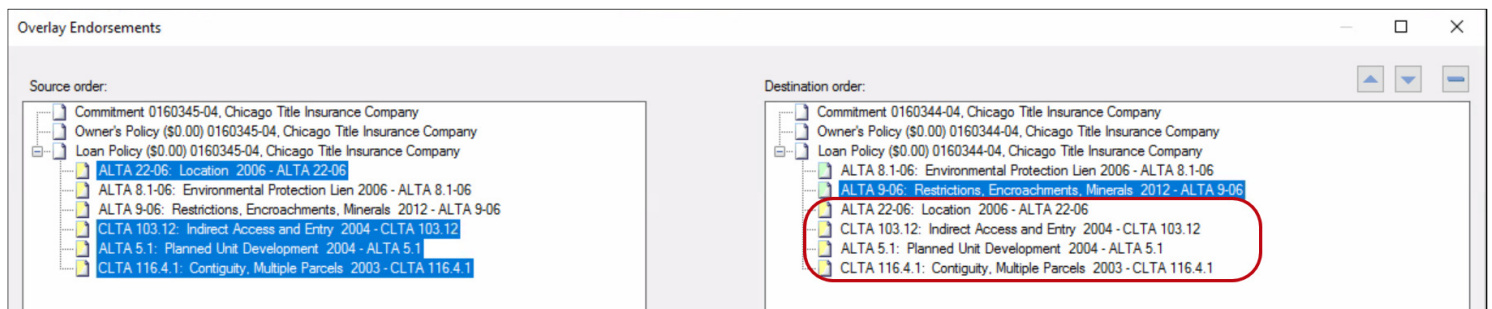 Overlay Endorsements
Source order:
Commitment 0160345-04, Chicago Title Insurance Company
Owner's Policy ($0.00) 0160345-04, Chicago Title Insurance Company
Loan Policy ($0.00) 0160345-04, Chicago Title Insurance Company
ALTA 22-06: Location 2006 - ALTA 22-06
ALTA 8.1-06: Environmental Protection Lien 2006 - ALTA 8.1-06
ALTA 9-06: Restrictions, Encroachments, Minerals 2012 - ALTA 9-06
CLTA 103.12: Indirect Access and Entry 2004 - CLTA 103.12
ALTA 5.1: Planned Unit Development 2004 - ALTA 5.1
CLTA 116.4.1: Contiguity, Multiple Parcels 2003 - CLTA 116.4.1
Destination order:
Commitment 0160344-04, Chicago Title Insurance Company
Owner's Policy ($0.00) 0160344-04, Chicago Title Insurance Company
Loan Policy ($0.00) 0160344-04, Chicago Title Insurance Company
ALTA 8.1-06: Environmental Protection Lien 2006 - ALTA 8.1-06
ALTA 9-06: Restrictions, Encroachments, Minerals 2012 - ALTA 9-06
ALTA 22-06: Location 2006 - ALTA 22-06
CLTA 103.12: Indirect Access and Entry 2004 - CLTA 103.12
ALTA 5.1: Planned Unit Development 2004 - ALTA 5.1
CLTA 116.4.1: Contiguity, Multiple Parcels 2003 - CLTA 116.4.1